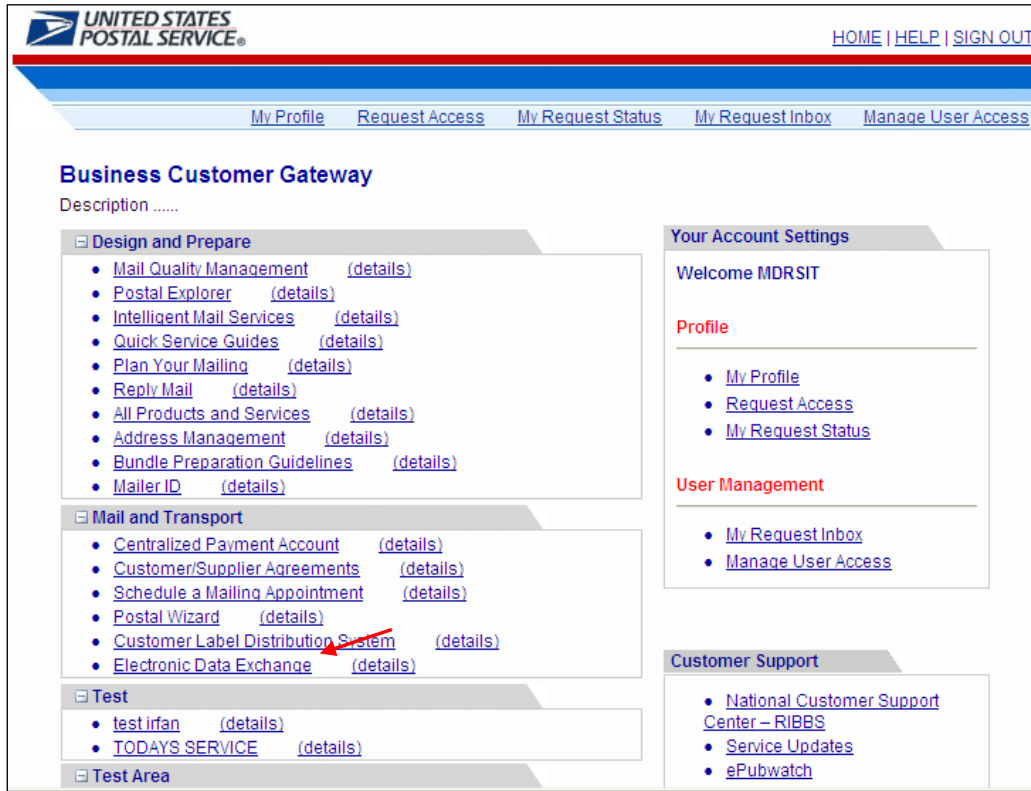 UNITED STATES
POSTAL SERVICE®
HOME | HELP | SIGN OUT
My Profile Request Access My Request Status My Request Inbox Manage User Access
Business Customer Gateway
Description ......
Design and Prepare
Mail Quality Management (details)
Postal Explorer (details)
Intelligent Mail Services (details)
Quick Service Guides (details)
Plan Your Mailing (details)
Reply Mail (details)
All Products and Services (details)
Address Management (details)
Bundle Preparation Guidelines (details)
Mailer ID (details)
Mail and Transport
Centralized Payment Account (details)
Customer/Supplier Agreements (details)
Schedule a Mailing Appointment (details)
Postal Wizard (details)
Customer Label Distribution System (details)
Electronic Data Exchange (details)
Test
test irfan (details)
TODAYS SERVICE (details)
Test Area
Your Account Settings
Welcome MDRSIT
Profile
My Profile
Request Access
My Request Status
User Management
My Request Inbox
Manage User Access
Customer Support
National Customer Support
Center – RIBBS
Service Updates
ePubwatch